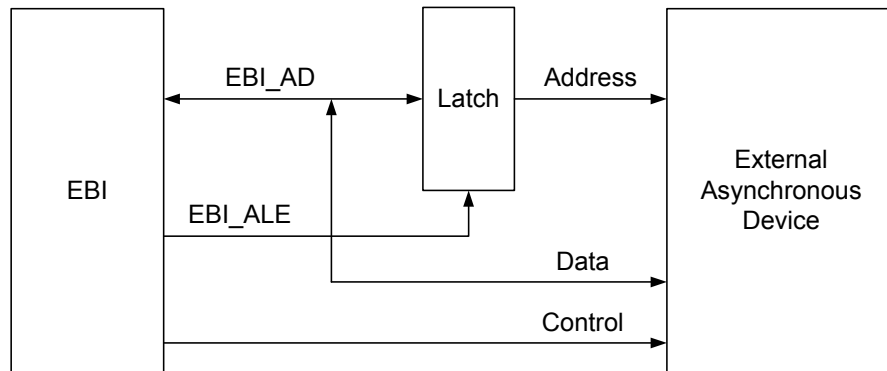 EBI_AD
Address
Latch
EBI
External
Asynchronous
Device
EBI_ALE
Data
Control